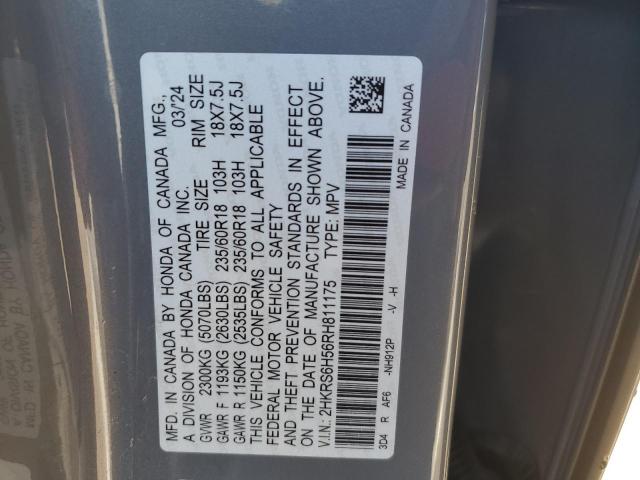 MFD. IN CANADA BY HONDA OF CANADA MFG.,
A DIVISION OF HONDA CANADA INC. 03/'24
GVWR 2300KG (5070LBS) TIRE SIZE RIM SIZE
GAWR F 1193KG (2630LBS) 235/60R18 103H 18X7.5J
GAWR R 1150KG (2535LBS) 235/60R18 103H 18X7.5J
THIS VEHICLE CONFORMS TO ALL APPLICABLE
FEDERAL MOTOR VEHICLE SAFETY
AND THEFT PREVENTION STANDARDS IN EFFECT
ON THE DATE OF MANUFACTURE SHOWN ABOVE.
V.I.N.: 2HKRS6H56RH811175 TYPE: MPV
3D4 R AF6 -NH912P -V -H MADE IN CANADA